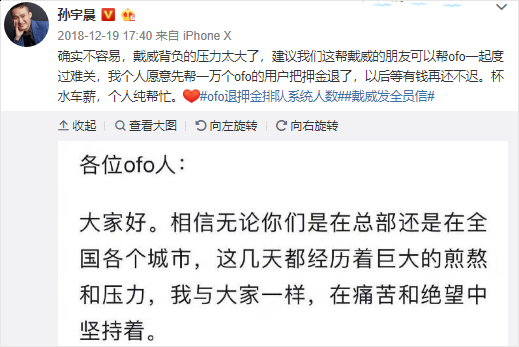 孙宇晨
2018-12-19 17:40 来自 iPhone X
确实不容易，戴威背负的压力太大了，建议我们这帮戴威的朋友可以帮ofo一起度
过难关，我个人愿意先帮一万个ofo的用户把押金退了，以后等有钱再还不迟。杯
水车薪，个人纯帮忙。❤#ofo退押金排队系统人数##戴威发全员信#
收起 查看大图 向左旋转 向右旋转
各位ofo人：
大家好。相信无论你们是在总部还是在全
国各个城市，这几天都经历着巨大的煎熬
和压力，我与大家一样，在痛苦和绝望中
坚持着。